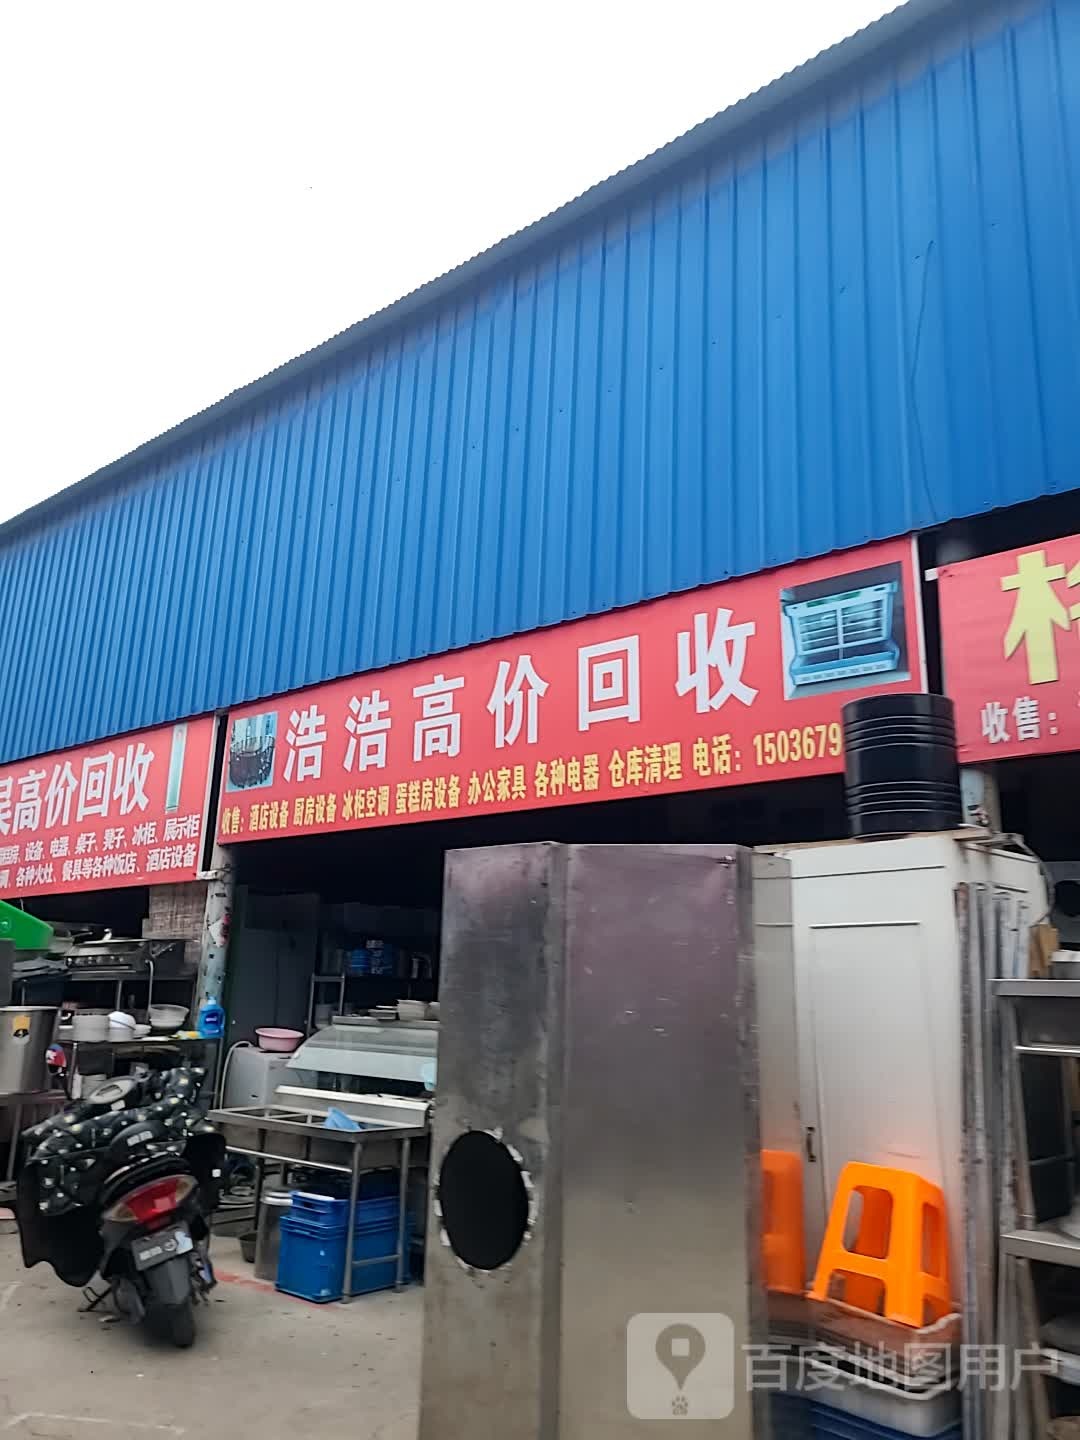 高价回收
设备、电器、桌子、凳子、冰柜、展示柜
调、各种火灶、餐具等各种饭店、酒店设备
浩浩高价回收
收售：酒店设备 厨房设备 冰柜空调 蛋糕房设备 办公家具 各种电器 仓库清理 电话：1503679
收售：
百度地图用户